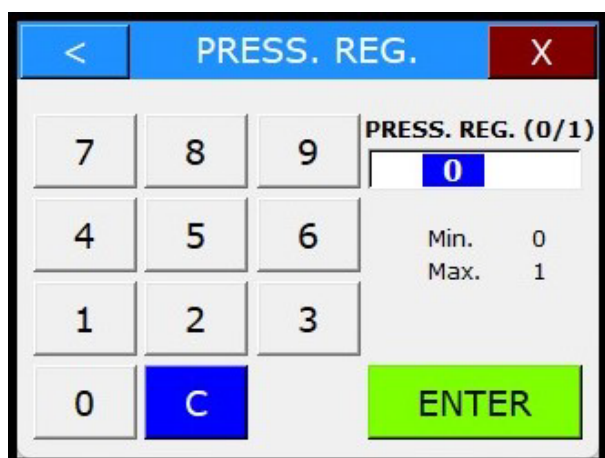 < PRESS. REG. X
PRESS. REG. (0/1)
7 8 9
0
4 5 6
Min. 0
Max. 1
1 2 3
0 C ENTER